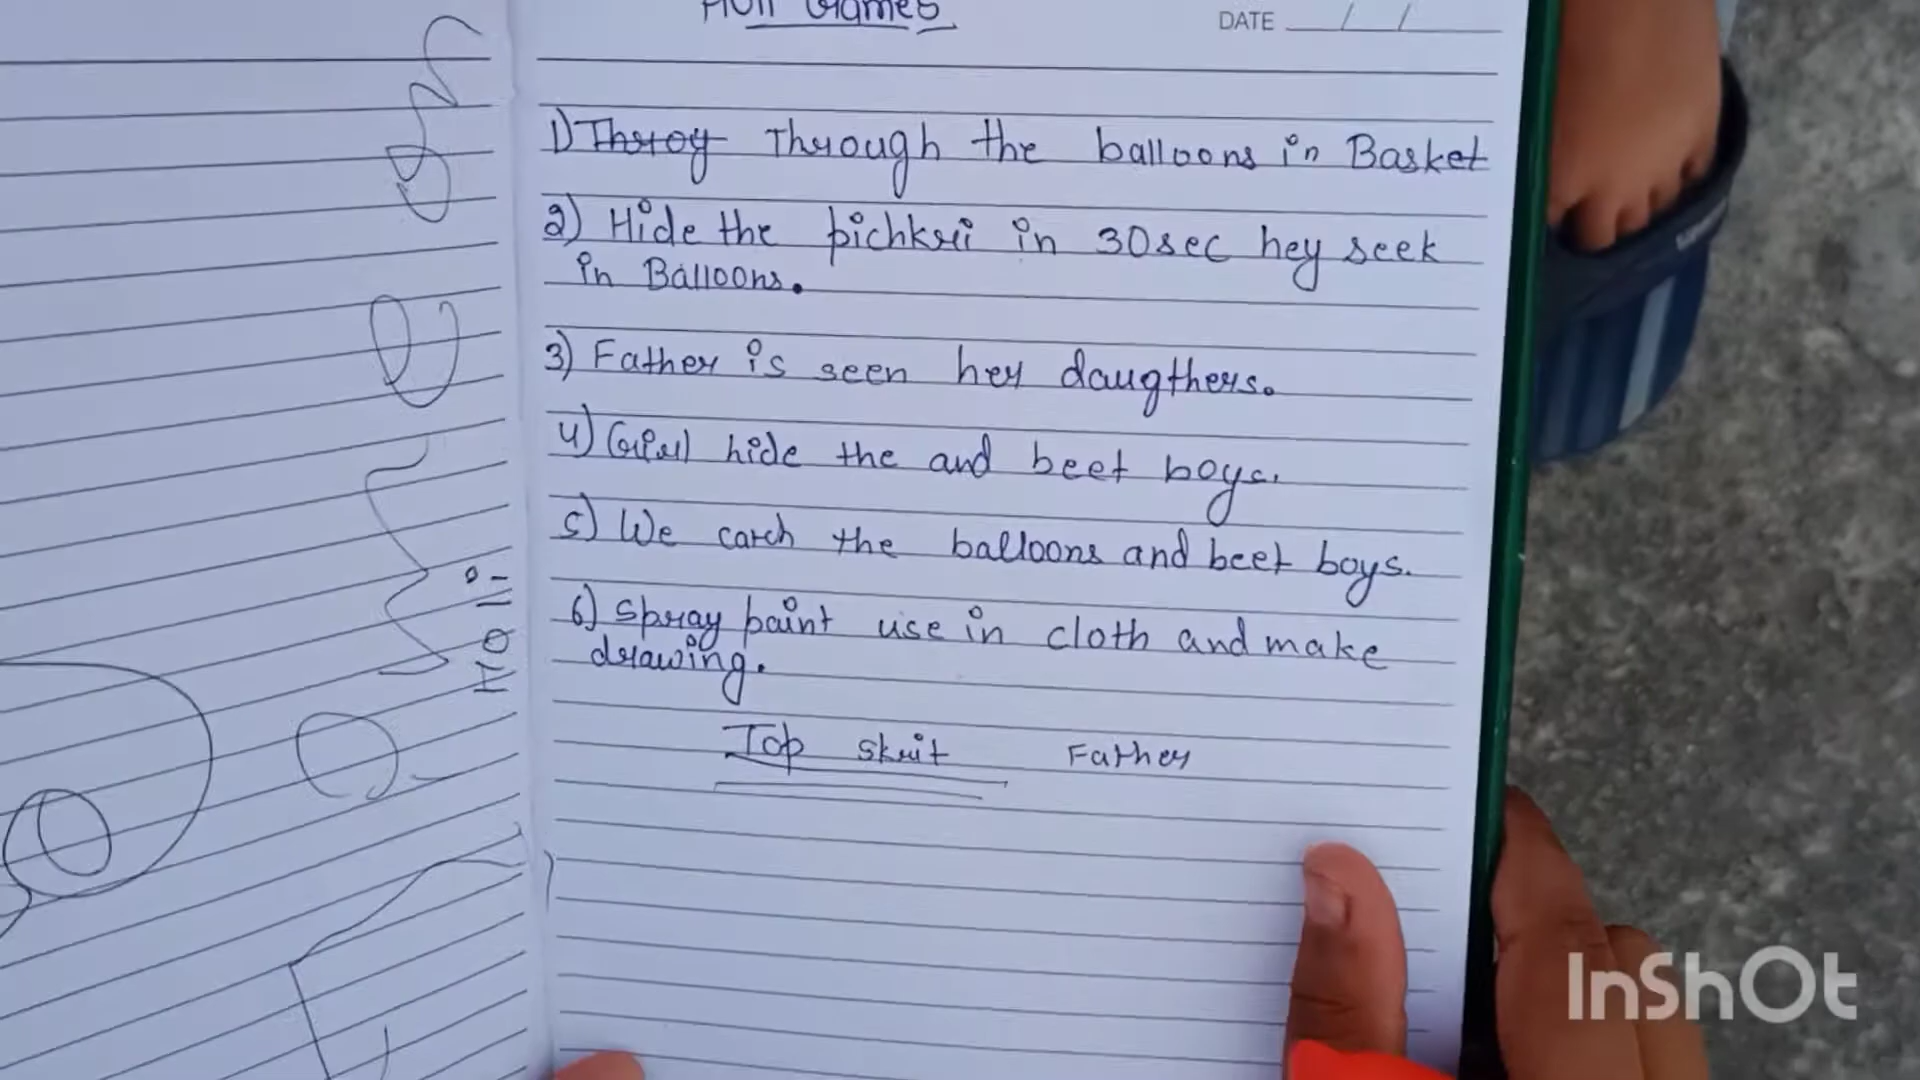 Holi Games
DATE
1) Throy Through the balloons in Basket
2) Hide the pichkri in 30sec hey seek
in Balloons.
3) Father is seen her daugthers.
4) Girl hide the and beet boys.
5) We catch the balloons and beet boys.
6) Spray paint use in cloth and make
drawing.
Top skrit Father
HOli
InShOt